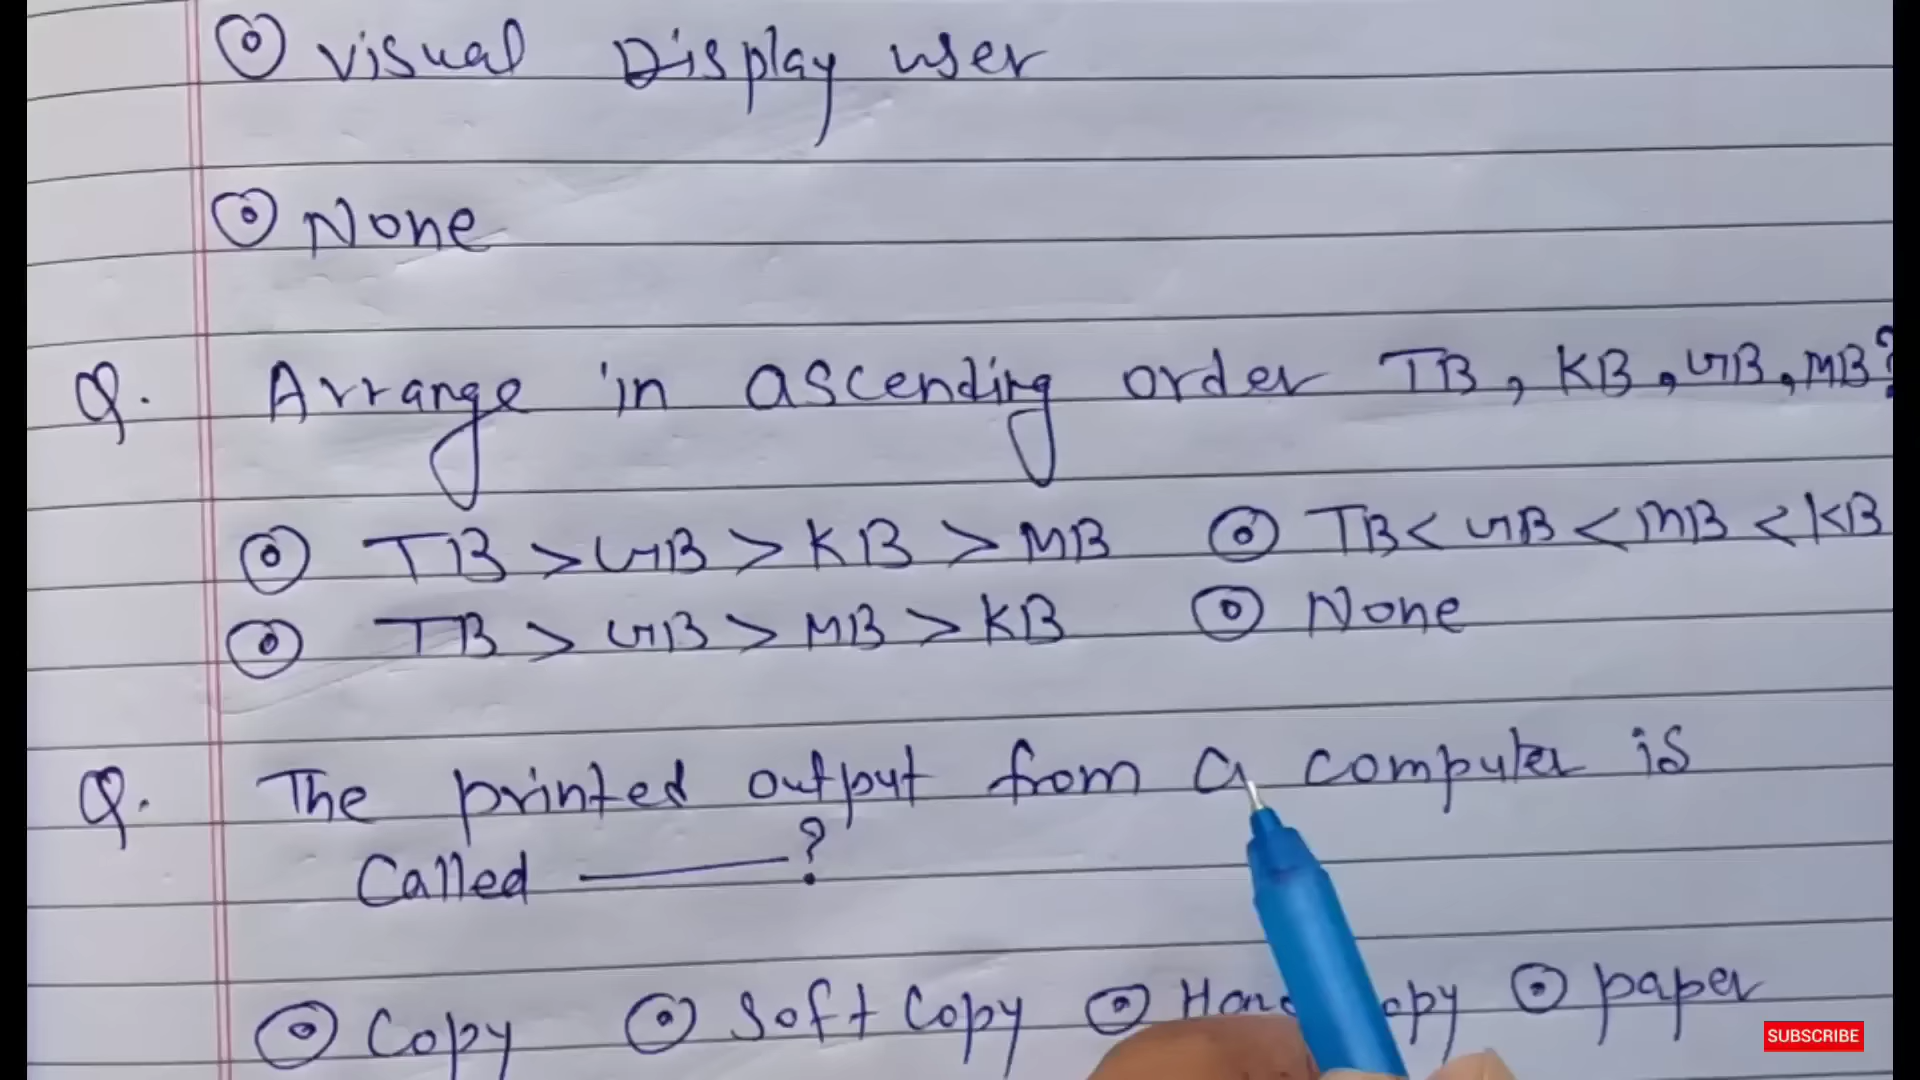 Visual Display user
None
Q. Arrange in ascending order TB, KB, GB, MB?
TB > GB > KB > MB
TB < GB < MB < KB
TB > GB > MB > KB
None
Q. The printed output from a computer is
Called ———?
Copy
Soft Copy
paper
SUBSCRIBE